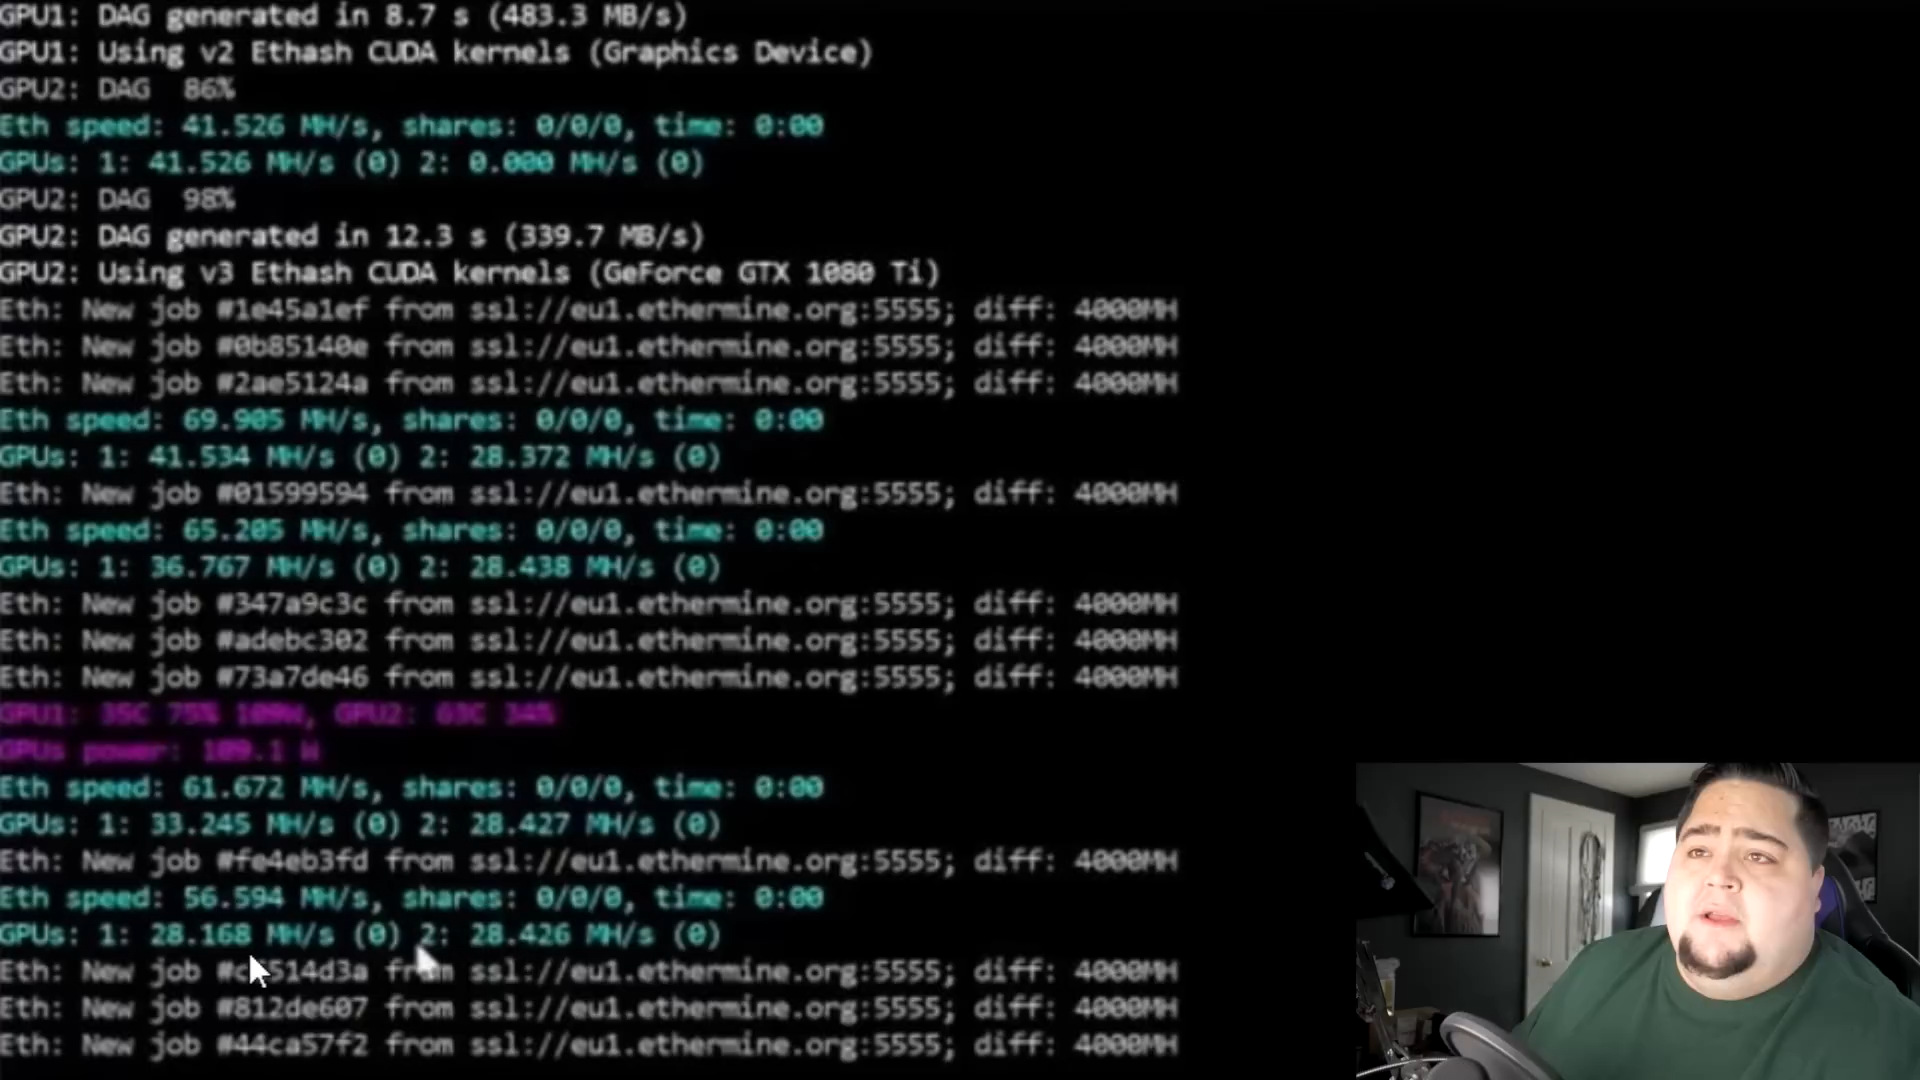 GPU1: DAG generated in 8.7 s (483.3 MB/s)
GPU1: Using v2 Ethash CUDA kernels (Graphics Device)
GPU2: DAG  86%
Eth speed: 41.526 MH/s, shares: 0/0/0, time: 0:00
GPUs: 1: 41.526 MH/s (0) 2: 0.000 MH/s (0)
GPU2: DAG  98%
GPU2: DAG generated in 12.3 s (339.7 MB/s)
GPU2: Using v3 Ethash CUDA kernels (GeForce GTX 1080 Ti)
Eth: New job #1e45a1ef from ssl://eu1.ethermine.org:5555; diff: 4000MH
Eth: New job #0b85140e from ssl://eu1.ethermine.org:5555; diff: 4000MH
Eth: New job #2ae5124a from ssl://eu1.ethermine.org:5555; diff: 4000MH
Eth speed: 69.905 MH/s, shares: 0/0/0, time: 0:00
GPUs: 1: 41.534 MH/s (0) 2: 28.372 MH/s (0)
Eth: New job #01599594 from ssl://eu1.ethermine.org:5555; diff: 4000MH
Eth speed: 65.205 MH/s, shares: 0/0/0, time: 0:00
GPUs: 1: 36.767 MH/s (0) 2: 28.438 MH/s (0)
Eth: New job #347a9c3c from ssl://eu1.ethermine.org:5555; diff: 4000MH
Eth: New job #adebc302 from ssl://eu1.ethermine.org:5555; diff: 4000MH
Eth: New job #73a7de46 from ssl://eu1.ethermine.org:5555; diff: 4000MH
GPU1: 35C 75% 109W, GPU2: 63C 34%
GPUs power: 109.1 W
Eth speed: 61.672 MH/s, shares: 0/0/0, time: 0:00
GPUs: 1: 33.245 MH/s (0) 2: 28.427 MH/s (0)
Eth: New job #fe4eb3fd from ssl://eu1.ethermine.org:5555; diff: 4000MH
Eth speed: 56.594 MH/s, shares: 0/0/0, time: 0:00
GPUs: 1: 28.168 MH/s (0) 2: 28.426 MH/s (0)
Eth: New job from ssl://eu1.ethermine.org:5555; diff: 4000MH
Eth: New job #812de607 from ssl://eu1.ethermine.org:5555; diff: 4000MH
Eth: New job #44ca57f2 from ssl://eu1.ethermine.org:5555; diff: 4000MH